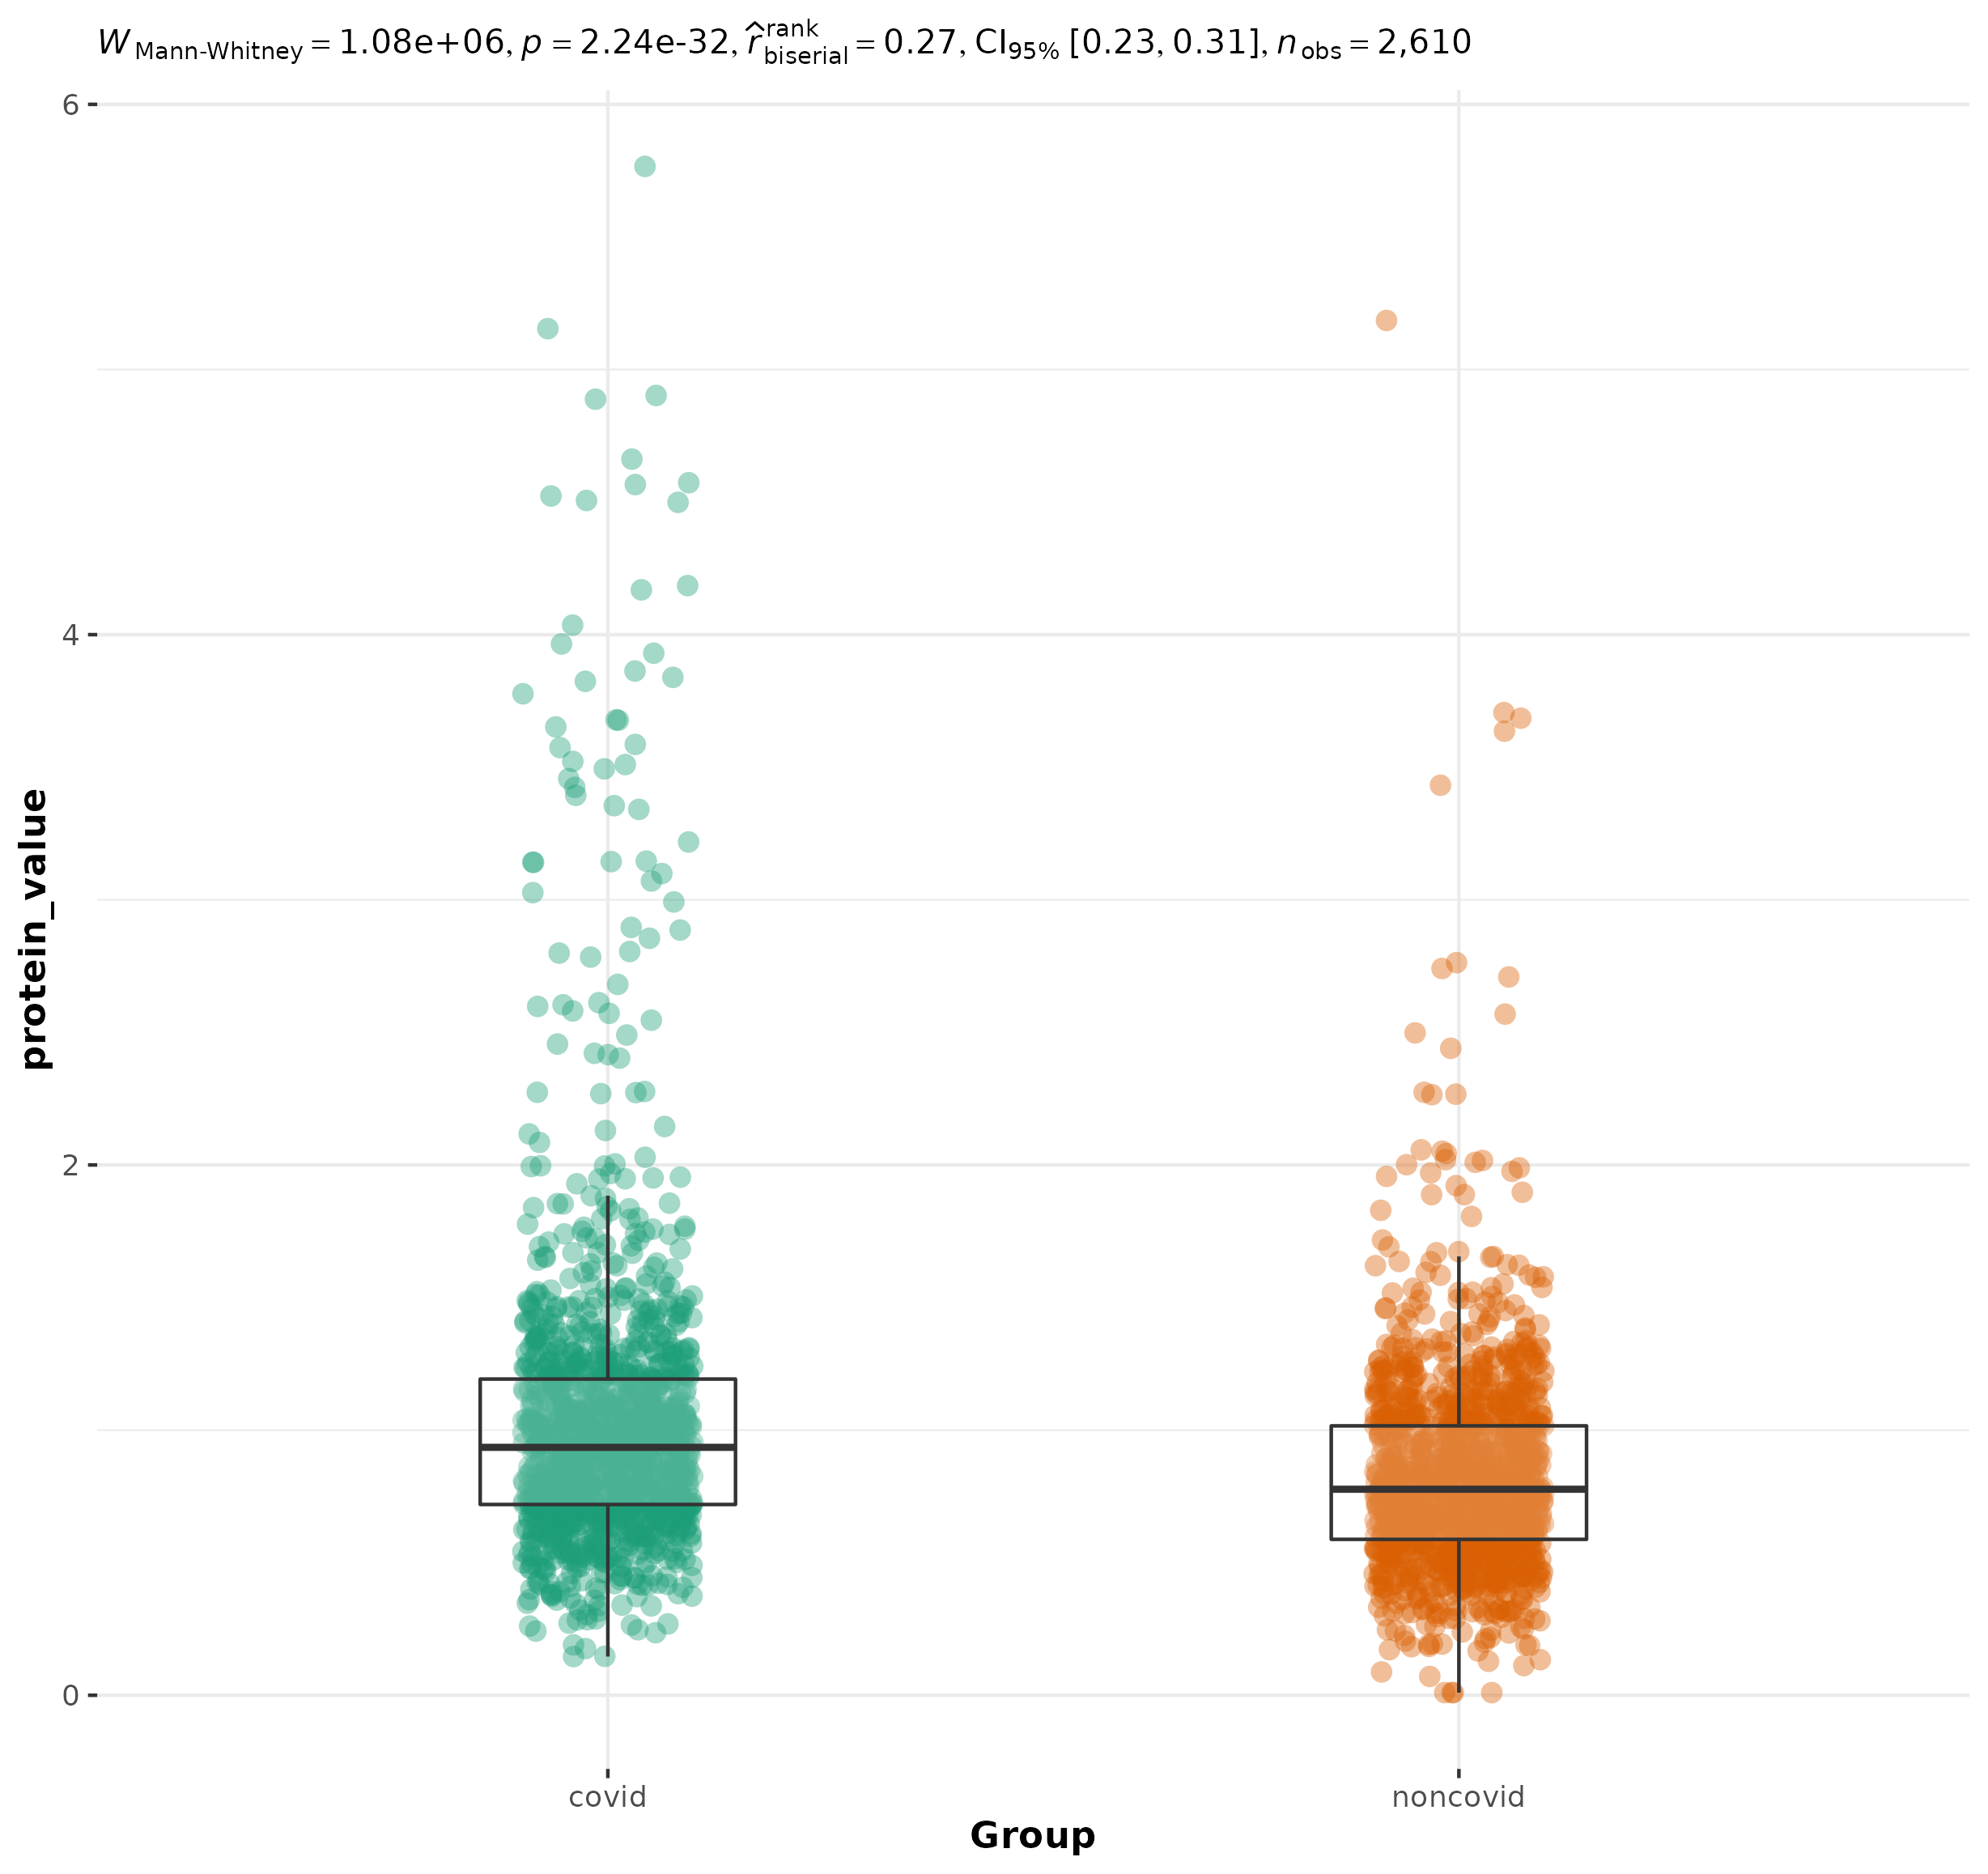 W Mann-Whitney = 1.08e+06, p = 2.24e-32, r̂ rank biserial = 0.27, CI95% [0.23, 0.31], nobs = 2,610
6
4
2
0
protein_value
covid noncovid
Group